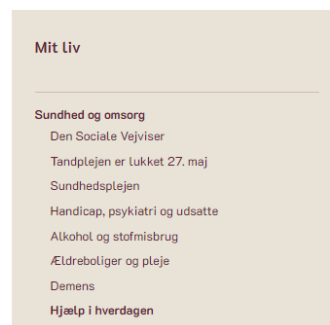 Mit liv
Sundhed og omsorg
Den Sociale Vejviser
Tandplejen er lukket 27. maj
Sundhedsplejen
Handicap, psykiatri og udsatte
Alkohol og stofmisbrug
Ældreboliger og pleje
Demens
Hjælp i hverdagen